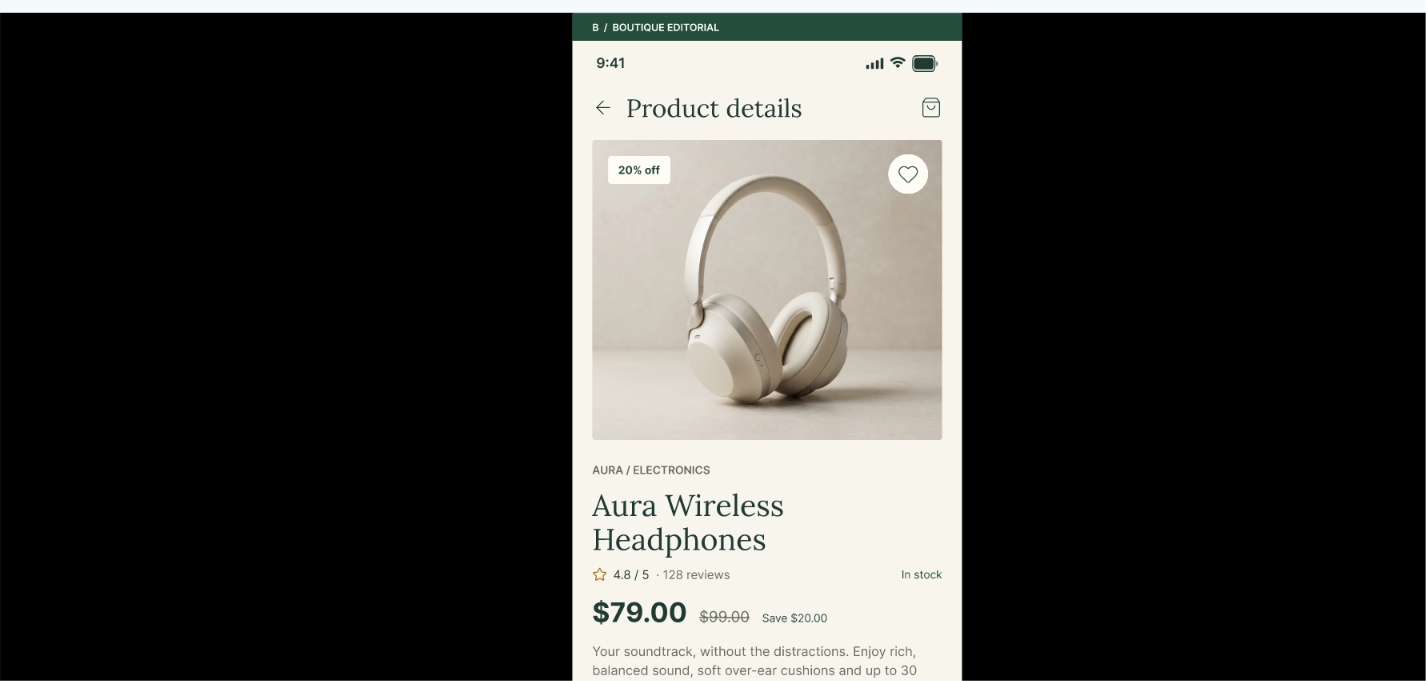 B / BOUTIQUE EDITORIAL
9:41
Product details
20% off
AURA / ELECTRONICS
Aura Wireless
Headphones
4.8 / 5 · 128 reviews
In stock
$79.00 $99.00 Save $20.00
Your soundtrack, without the distractions. Enjoy rich,
balanced sound, soft over-ear cushions and up to 30